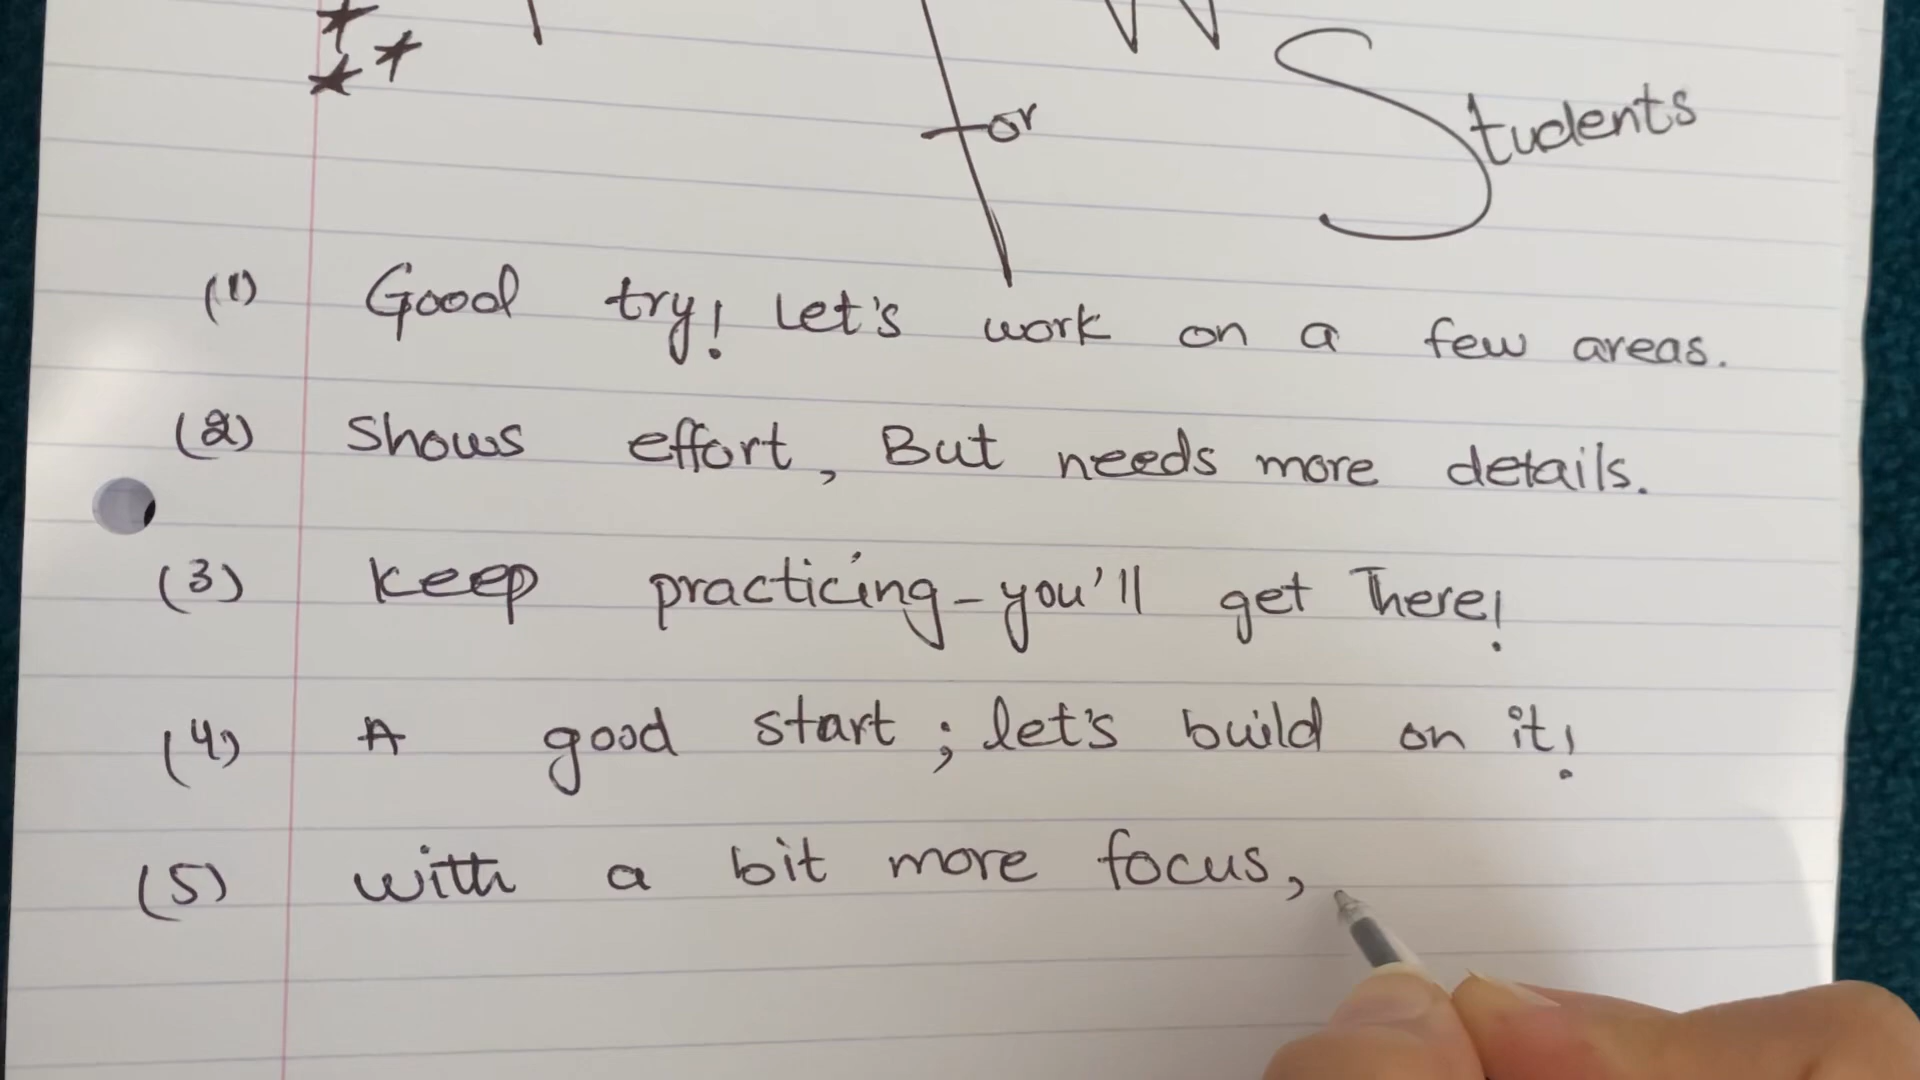 for Students
(1) Good try! Let's work on a few areas.
(2) Shows effort, But needs more details.
(3) Keep practicing - you'll get There!
(4) A good start ; let's build on it!
(5) with a bit more focus,